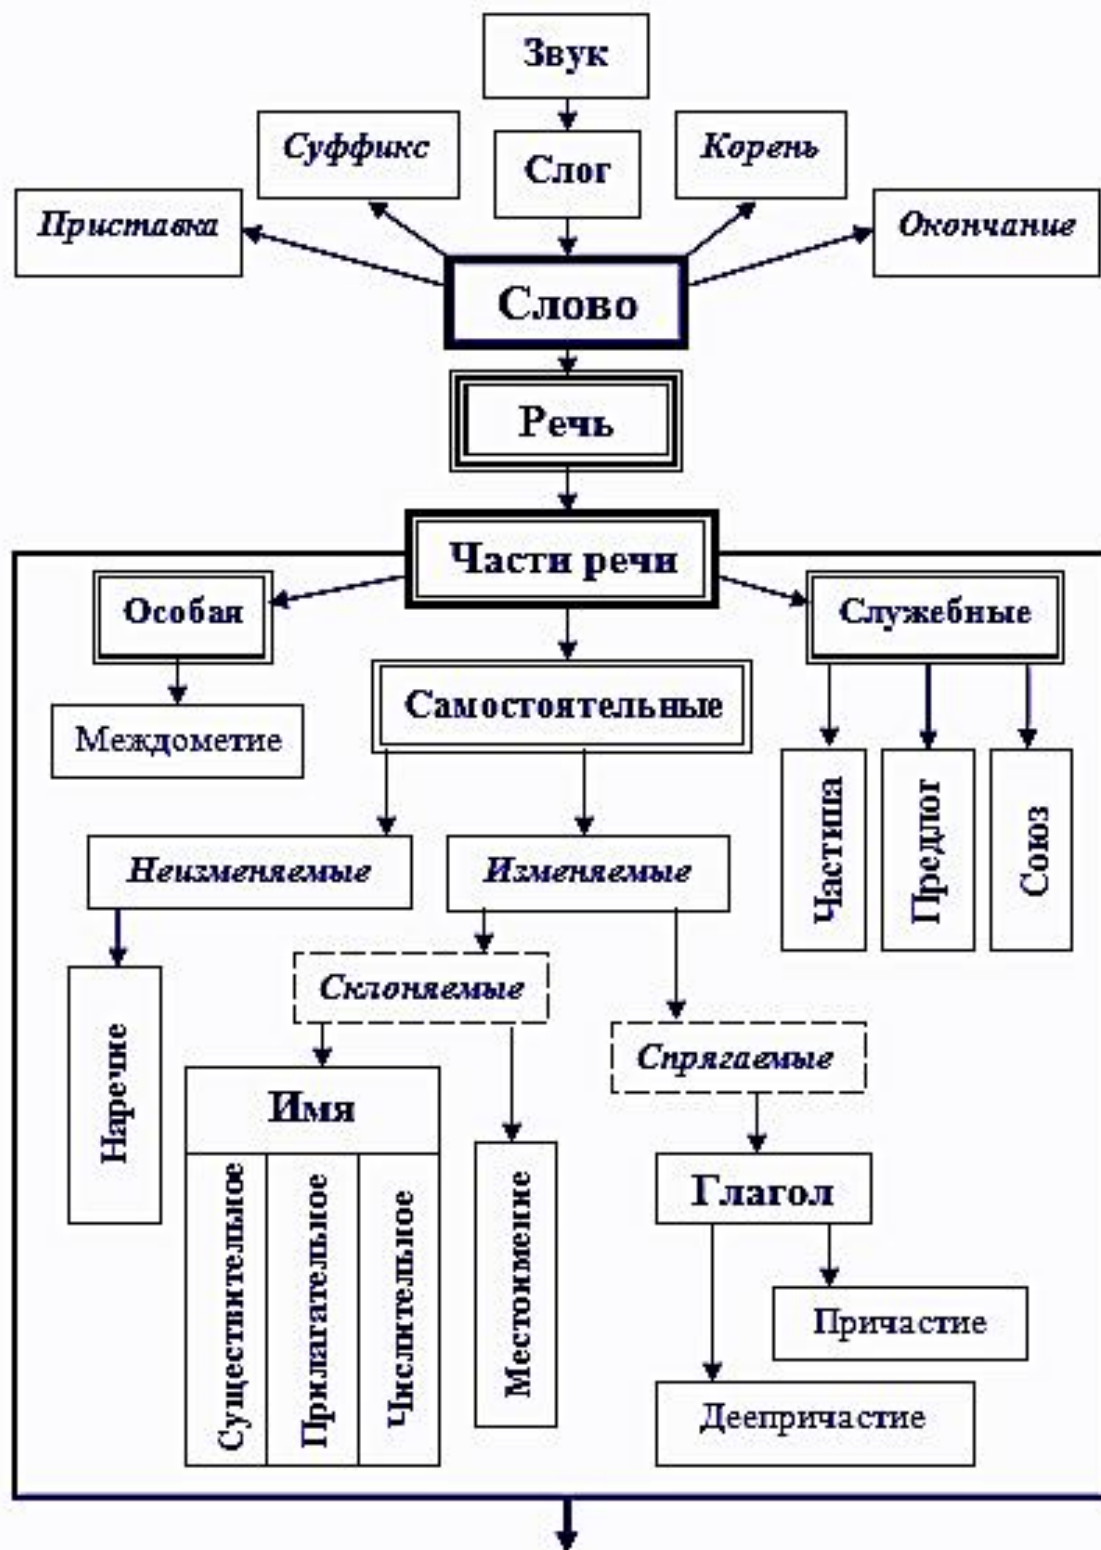 Звук
Суффикс
Слог
Корень
Приставка
Окончание
Слово
Речь
Части речи
Особая
Служебные
Самостоятельные
Междометие
Частица
Предлог
Союз
Неизменяемые
Изменяемые
Склоняемые
Наречие
Спрягаемые
Имя
Существительное
Прилагательное
Числительное
Местоимение
Глагол
Причастие
Деепричастие